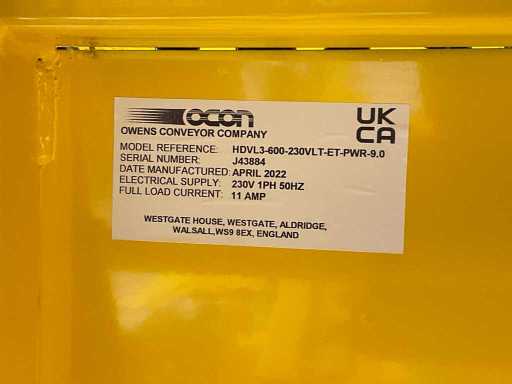 OCON
OWENS CONVEYOR COMPANY
UK
CA
MODEL REFERENCE: HDVL3-600-230VLT-ET-PWR-9.0
SERIAL NUMBER: J43884
DATE MANUFACTURED: APRIL 2022
ELECTRICAL SUPPLY: 230V 1PH 50HZ
FULL LOAD CURRENT: 11 AMP
WESTGATE HOUSE, WESTGATE, ALDRIDGE,
WALSALL,WS9 8EX, ENGLAND